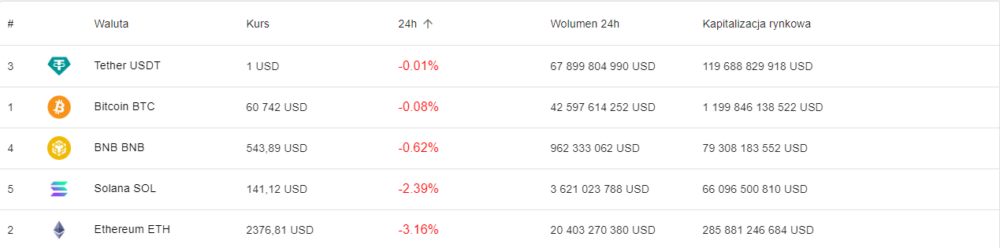 # Waluta Kurs 24h ↑ Wolumen 24h Kapitalizacja rynkowa
3 Tether USDT 1 USD -0.01% 67 899 804 990 USD 119 688 829 918 USD
1 Bitcoin BTC 60 742 USD -0.08% 42 597 614 252 USD 1 199 846 138 522 USD
4 BNB BNB 543,89 USD -0.62% 962 333 062 USD 79 308 183 552 USD
5 Solana SOL 141,12 USD -2.39% 3 621 023 788 USD 66 096 500 810 USD
2 Ethereum ETH 2376,81 USD -3.16% 20 403 270 380 USD 285 881 246 684 USD